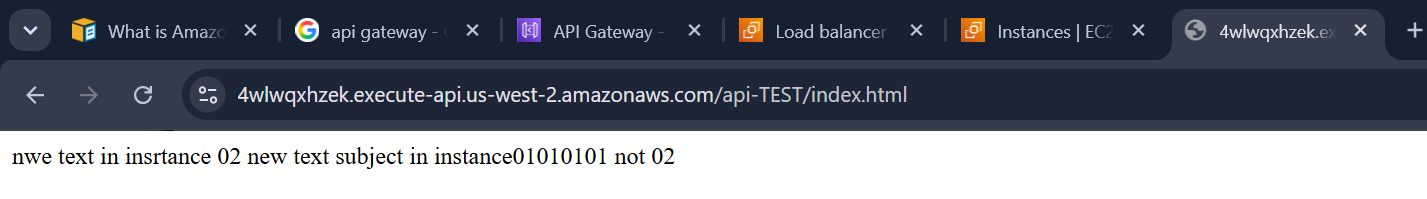 What is Amazo
api gateway - G
API Gateway -
Load balancer
Instances | EC2
4wlwqxhzek.ex
4wlwqxhzek.execute-api.us-west-2.amazonaws.com/api-TEST/index.html
nwe text in insrtance 02 new text subject in instance01010101 not 02